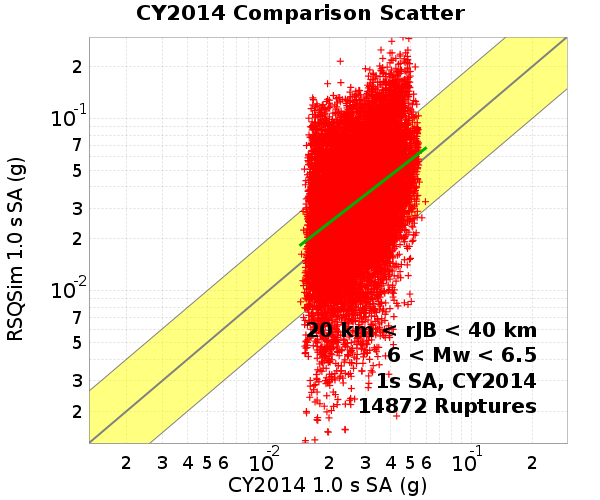 CY2014 Comparison Scatter
RSQSim 1.0 s SA (g)
2
10^-1
7
5
3
2
10^-2
7
5
3
2
20 km < rJB < 40 km
6 < Mw < 6.5
1s SA, CY2014
14872 Ruptures
2 3 4 5 6 10^-2 2 3 4 5 6 10^-1 2
CY2014 1.0 s SA (g)